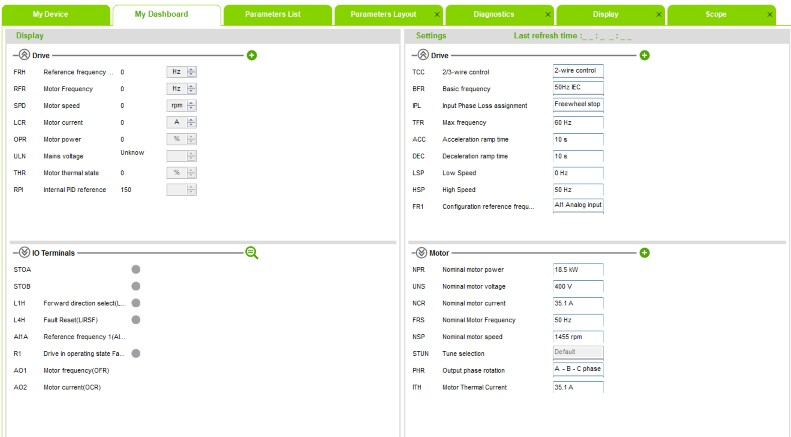 My Device My Dashboard Parameters List Parameters Layout × Diagnostics × Display × Scope ×
Display
Drive
FRH Reference frequency ... 0 Hz
RFR Motor Frequency 0 Hz
SPD Motor speed 0 rpm
LCR Motor current 0 A
OPR Motor power 0 %
ULN Mains voltage Unknow
THR Motor thermal state 0 %
RPI Internal PID reference 150
IO Terminals
STOA
STOB
L1H Forward direction select(L...
L4H Fault Reset(LIRSF)
AI1A Reference frequency 1(AI...
R1 Drive in operating state Fa...
AO1 Motor frequency(OFR)
AO2 Motor current(OCR)
Settings Last refresh time :_ _ : _ _ : _ _
Drive
TCC 2/3-wire control 2-wire control
BFR Basic frequency 50Hz IEC
IPL Input Phase Loss assignment Freewheel stop
TFR Max frequency 60 Hz
ACC Acceleration ramp time 10 s
DEC Deceleration ramp time 10 s
LSP Low Speed 0 Hz
HSP High Speed 50 Hz
FR1 Configuration reference frequ... AI1 Analog input
Motor
NPR Nominal motor power 18.5 kW
UNS Nominal motor voltage 400 V
NCR Nominal motor current 35.1 A
FRS Nominal Motor Frequency 50 Hz
NSP Nominal motor speed 1455 rpm
STUN Tune selection Default
PHR Output phase rotation A - B - C phase
ITH Motor Thermal Current 35.1 A